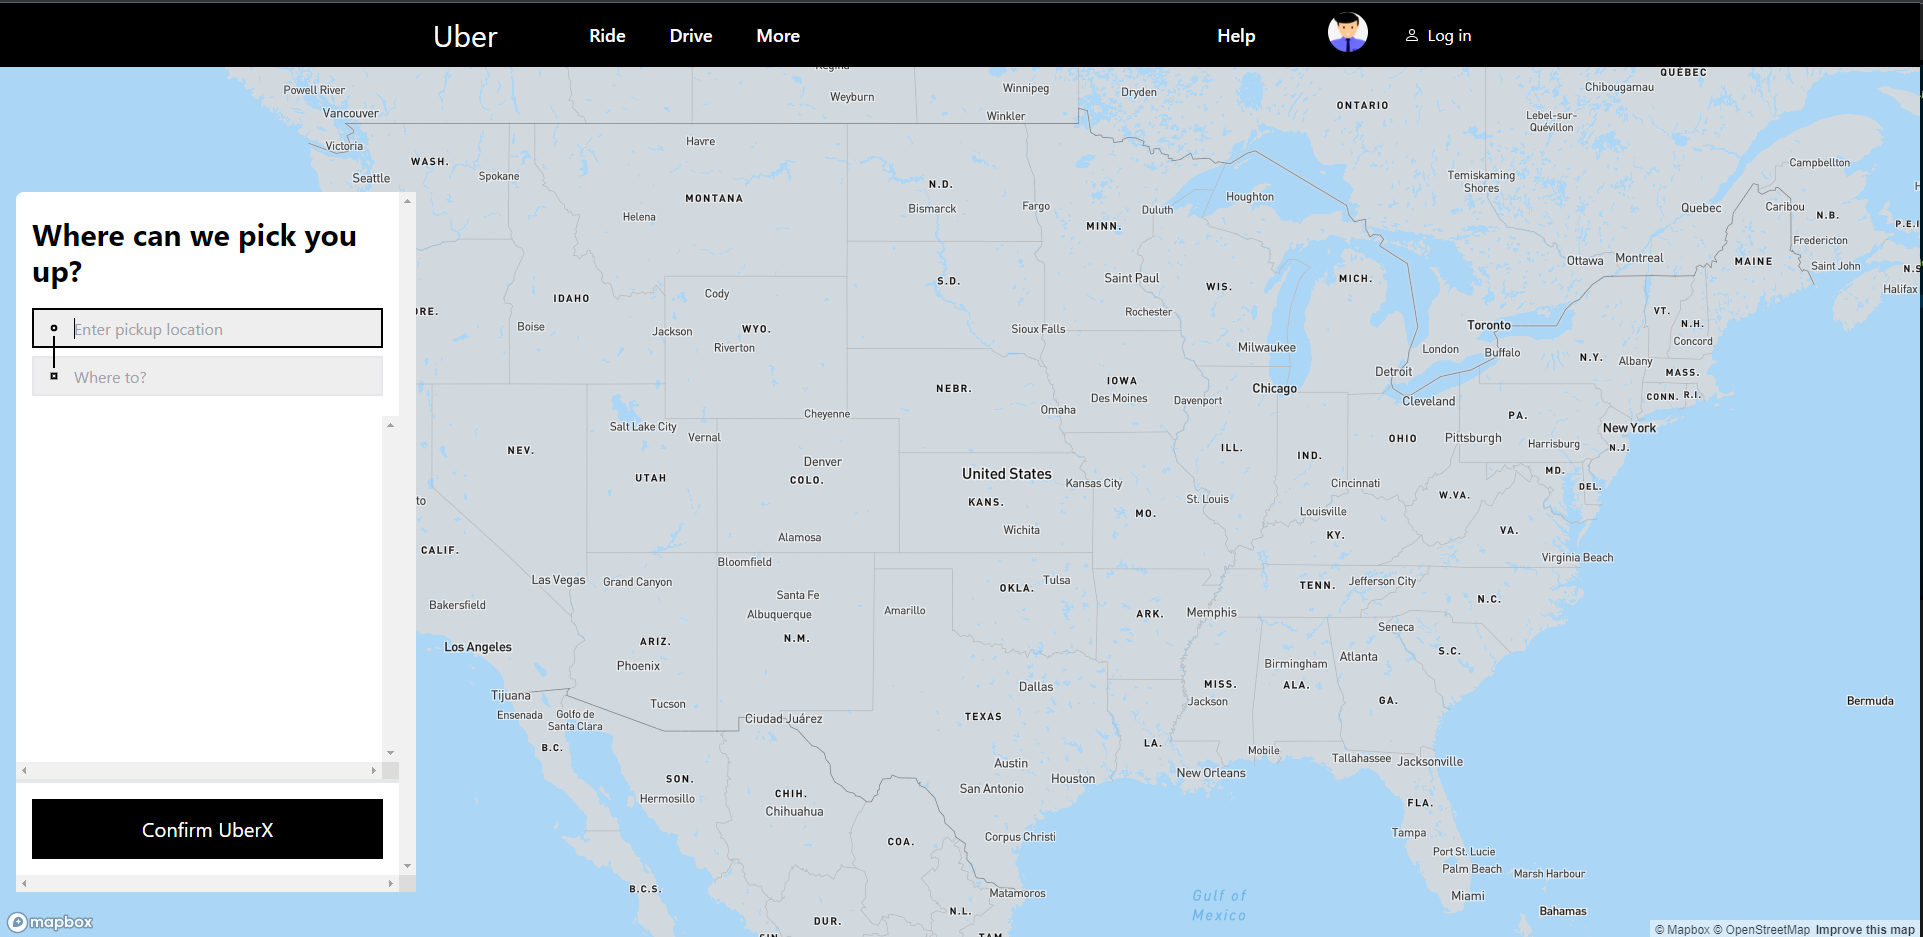 Uber
Ride
Drive
More
Help
Log in
Where can we pick you
up?
Enter pickup location
Where to?
Confirm UberX
mapbox
Powell River
Vancouver
Victoria
Seattle
WASH.
Spokane
Regina
Weyburn
Winnipeg
Winkler
Dryden
ONTARIO
QUÉBEC
Chibougamau
Lebel-sur-
Quévillon
Temiskaming
Shores
Campbellton
Havre
MONTANA
Helena
N.D.
Bismarck
Fargo
Duluth
Houghton
MINN.
Quebec
Caribou
N.B.
P.E.I
Fredericton
Saint John
N.S
Halifax
Ottawa
Montreal
MAINE
IDAHO
Boise
Cody
Jackson
WYO.
Riverton
S.D.
Sioux Falls
Saint Paul
Rochester
WIS.
MICH.
Milwaukee
Chicago
Toronto
London
Buffalo
Detroit
Cleveland
VT.
N.H.
Concord
N.Y.
Albany
MASS.
CONN.
R.I.
RE.
NEBR.
IOWA
Des Moines
Davenport
Omaha
Cheyenne
Salt Lake City
Vernal
NEV.
UTAH
Denver
COLO.
United States
KANS.
Kansas City
Wichita
MO.
St. Louis
ILL.
IND.
OHIO
Pittsburgh
PA.
Harrisburg
New York
N.J.
MD.
DEL.
Cincinnati
W.VA.
Louisville
KY.
VA.
Virginia Beach
to
CALIF.
Las Vegas
Grand Canyon
Alamosa
Bloomfield
Santa Fe
Albuquerque
N.M.
Amarillo
OKLA.
Tulsa
ARK.
Memphis
TENN.
Jefferson City
N.C.
Seneca
S.C.
Bakersfield
Los Angeles
ARIZ.
Phoenix
Tucson
Tijuana
Ensenada
Golfo de
Santa Clara
B.C.
Ciudad Juárez
Dallas
TEXAS
MISS.
Jackson
Birmingham
ALA.
Atlanta
GA.
Bermuda
LA.
Mobile
Tallahassee
Jacksonville
New Orleans
Austin
San Antonio
Houston
SON.
Hermosillo
CHIH.
Chihuahua
COA.
Corpus Christi
FLA.
Tampa
Port St. Lucie
Palm Beach
Marsh Harbour
Miami
Bahamas
B.C.S.
Matamoros
DUR.
N.L.
TAM
SIN
Gulf of
Mexico
© Mapbox © OpenStreetMap Improve this map